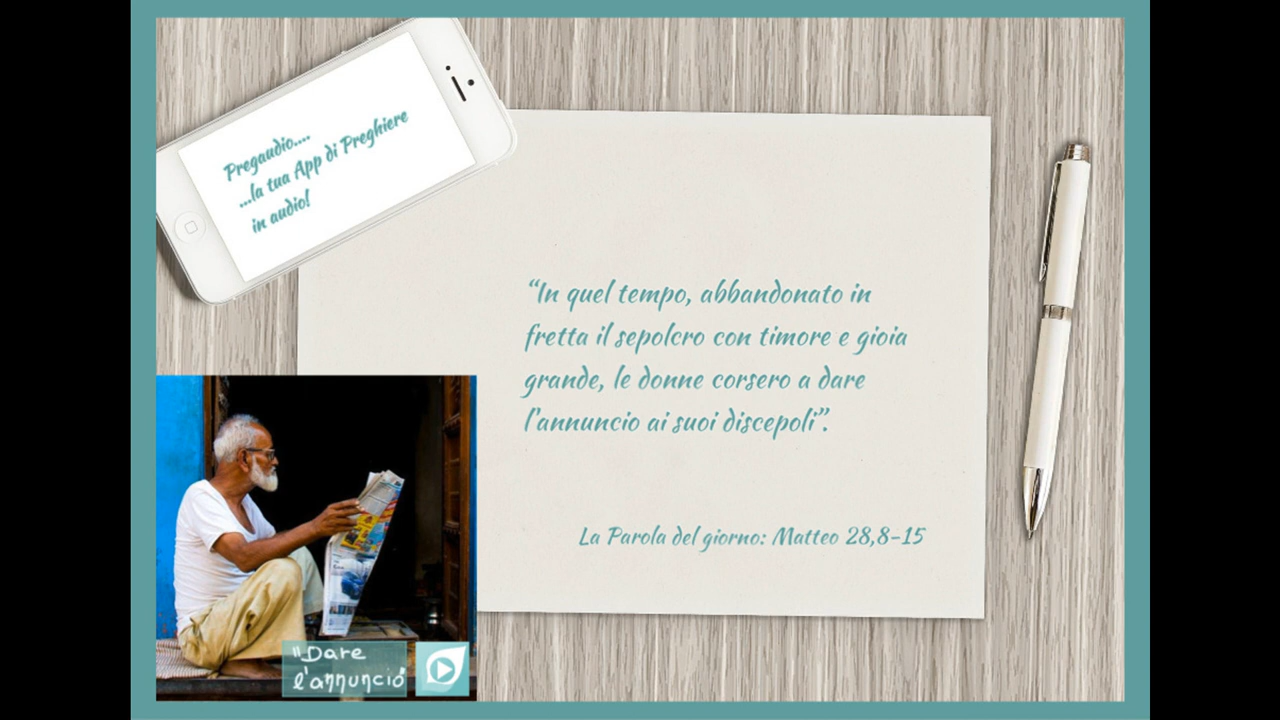 Pregaudio....
...la tua App di Preghiere
in audio!
“In quel tempo, abbandonato in
fretta il sepolcro con timore e gioia
grande, le donne corsero a dare
l'annuncio ai suoi discepoli”.
La Parola del giorno: Matteo 28,8-15
"Dare
l'annuncio"